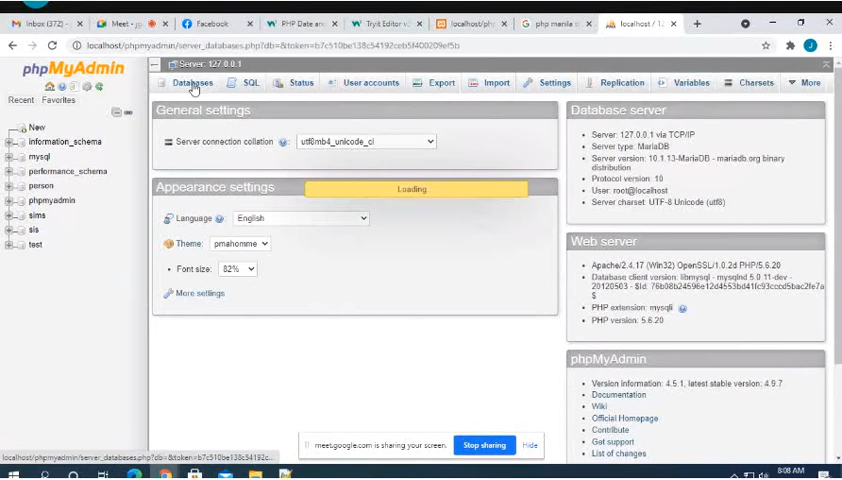 Inbox (372)
Meet -
Facebook
PHP Date an
Tryit Editor v3
localhost/ph
php manila t
localhost / 12
localhost/phpmyadmin/server_databases.php?db=&token=b7c510be138c54192ceb5f400209ef5b
phpMyAdmin
Recent Favorites
New
information_schema
mysql
performance_schema
person
phpmyadmin
sims
sis
test
Server: 127.0.0.1
Databases SQL Status User accounts Export Import Settings Replication Variables Charsets More
General settings
Server connection collation utf8mb4_unicode_ci
Appearance settings
Loading
Language English
Theme: pmahomme
Font size: 82%
More settings
Database server
Server: 127.0.0.1 via TCP/IP
Server type: MariaDB
Server version: 10.1.13-MariaDB - mariadb.org binary
distribution
Protocol version: 10
User: root@localhost
Server charset: UTF-8 Unicode (utf8)
Web server
Apache/2.4.17 (Win32) OpenSSL/1.0.2d PHP/5.6.20
Database client version: libmysql - mysqlnd 5.0.11-dev -
20120503 - $Id: 76b08b24596e12d4553bd41fc93cccd5bac2fe7a
$
PHP extension: mysqli
PHP version: 5.6.20
phpMyAdmin
Version information: 4.5.1, latest stable version: 4.9.7
Documentation
Wiki
Official Homepage
Contribute
Get support
List of changes
meet.google.com is sharing your screen. Stop sharing Hide
localhost/phpmyadmin/server_databases.php?db=&token=b7c510be138c54192c...
8:08 AM